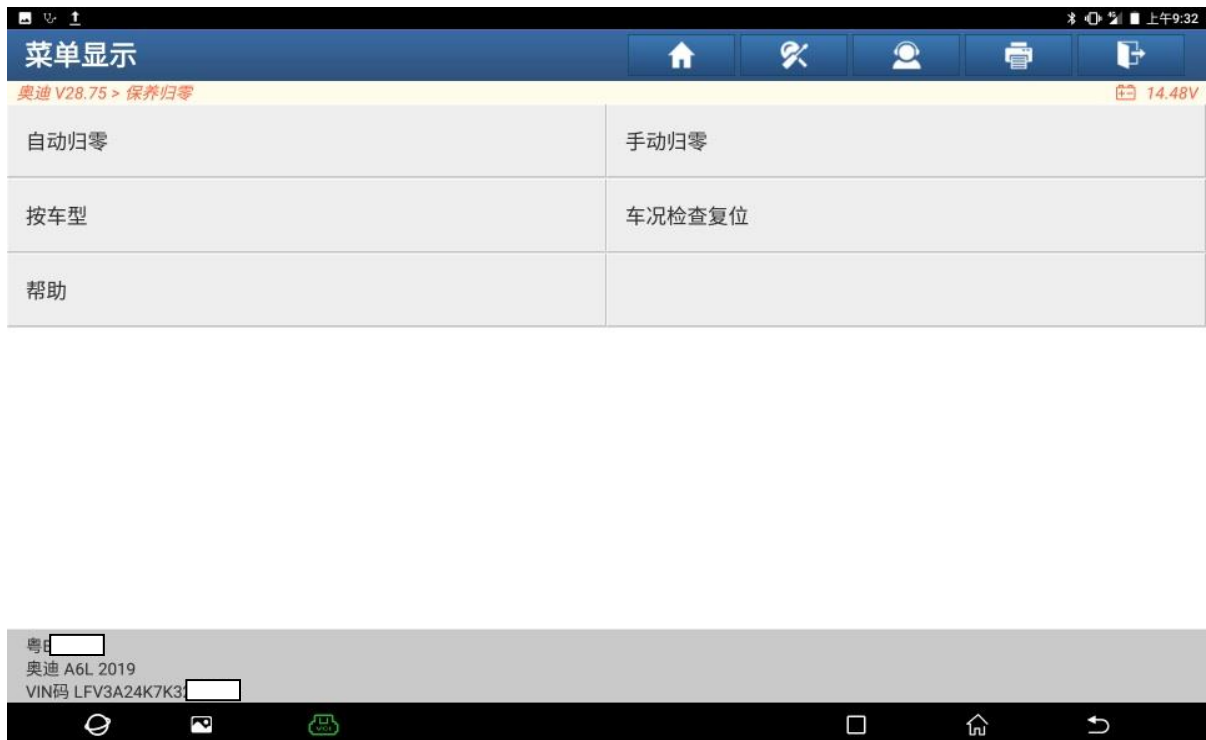 上午9:32
菜单显示
奥迪 V28.75 > 保养归零
14.48V
自动归零
手动归零
按车型
车况检查复位
帮助
粤
奥迪 A6L 2019
VIN码 LFV3A24K7K3
VCI